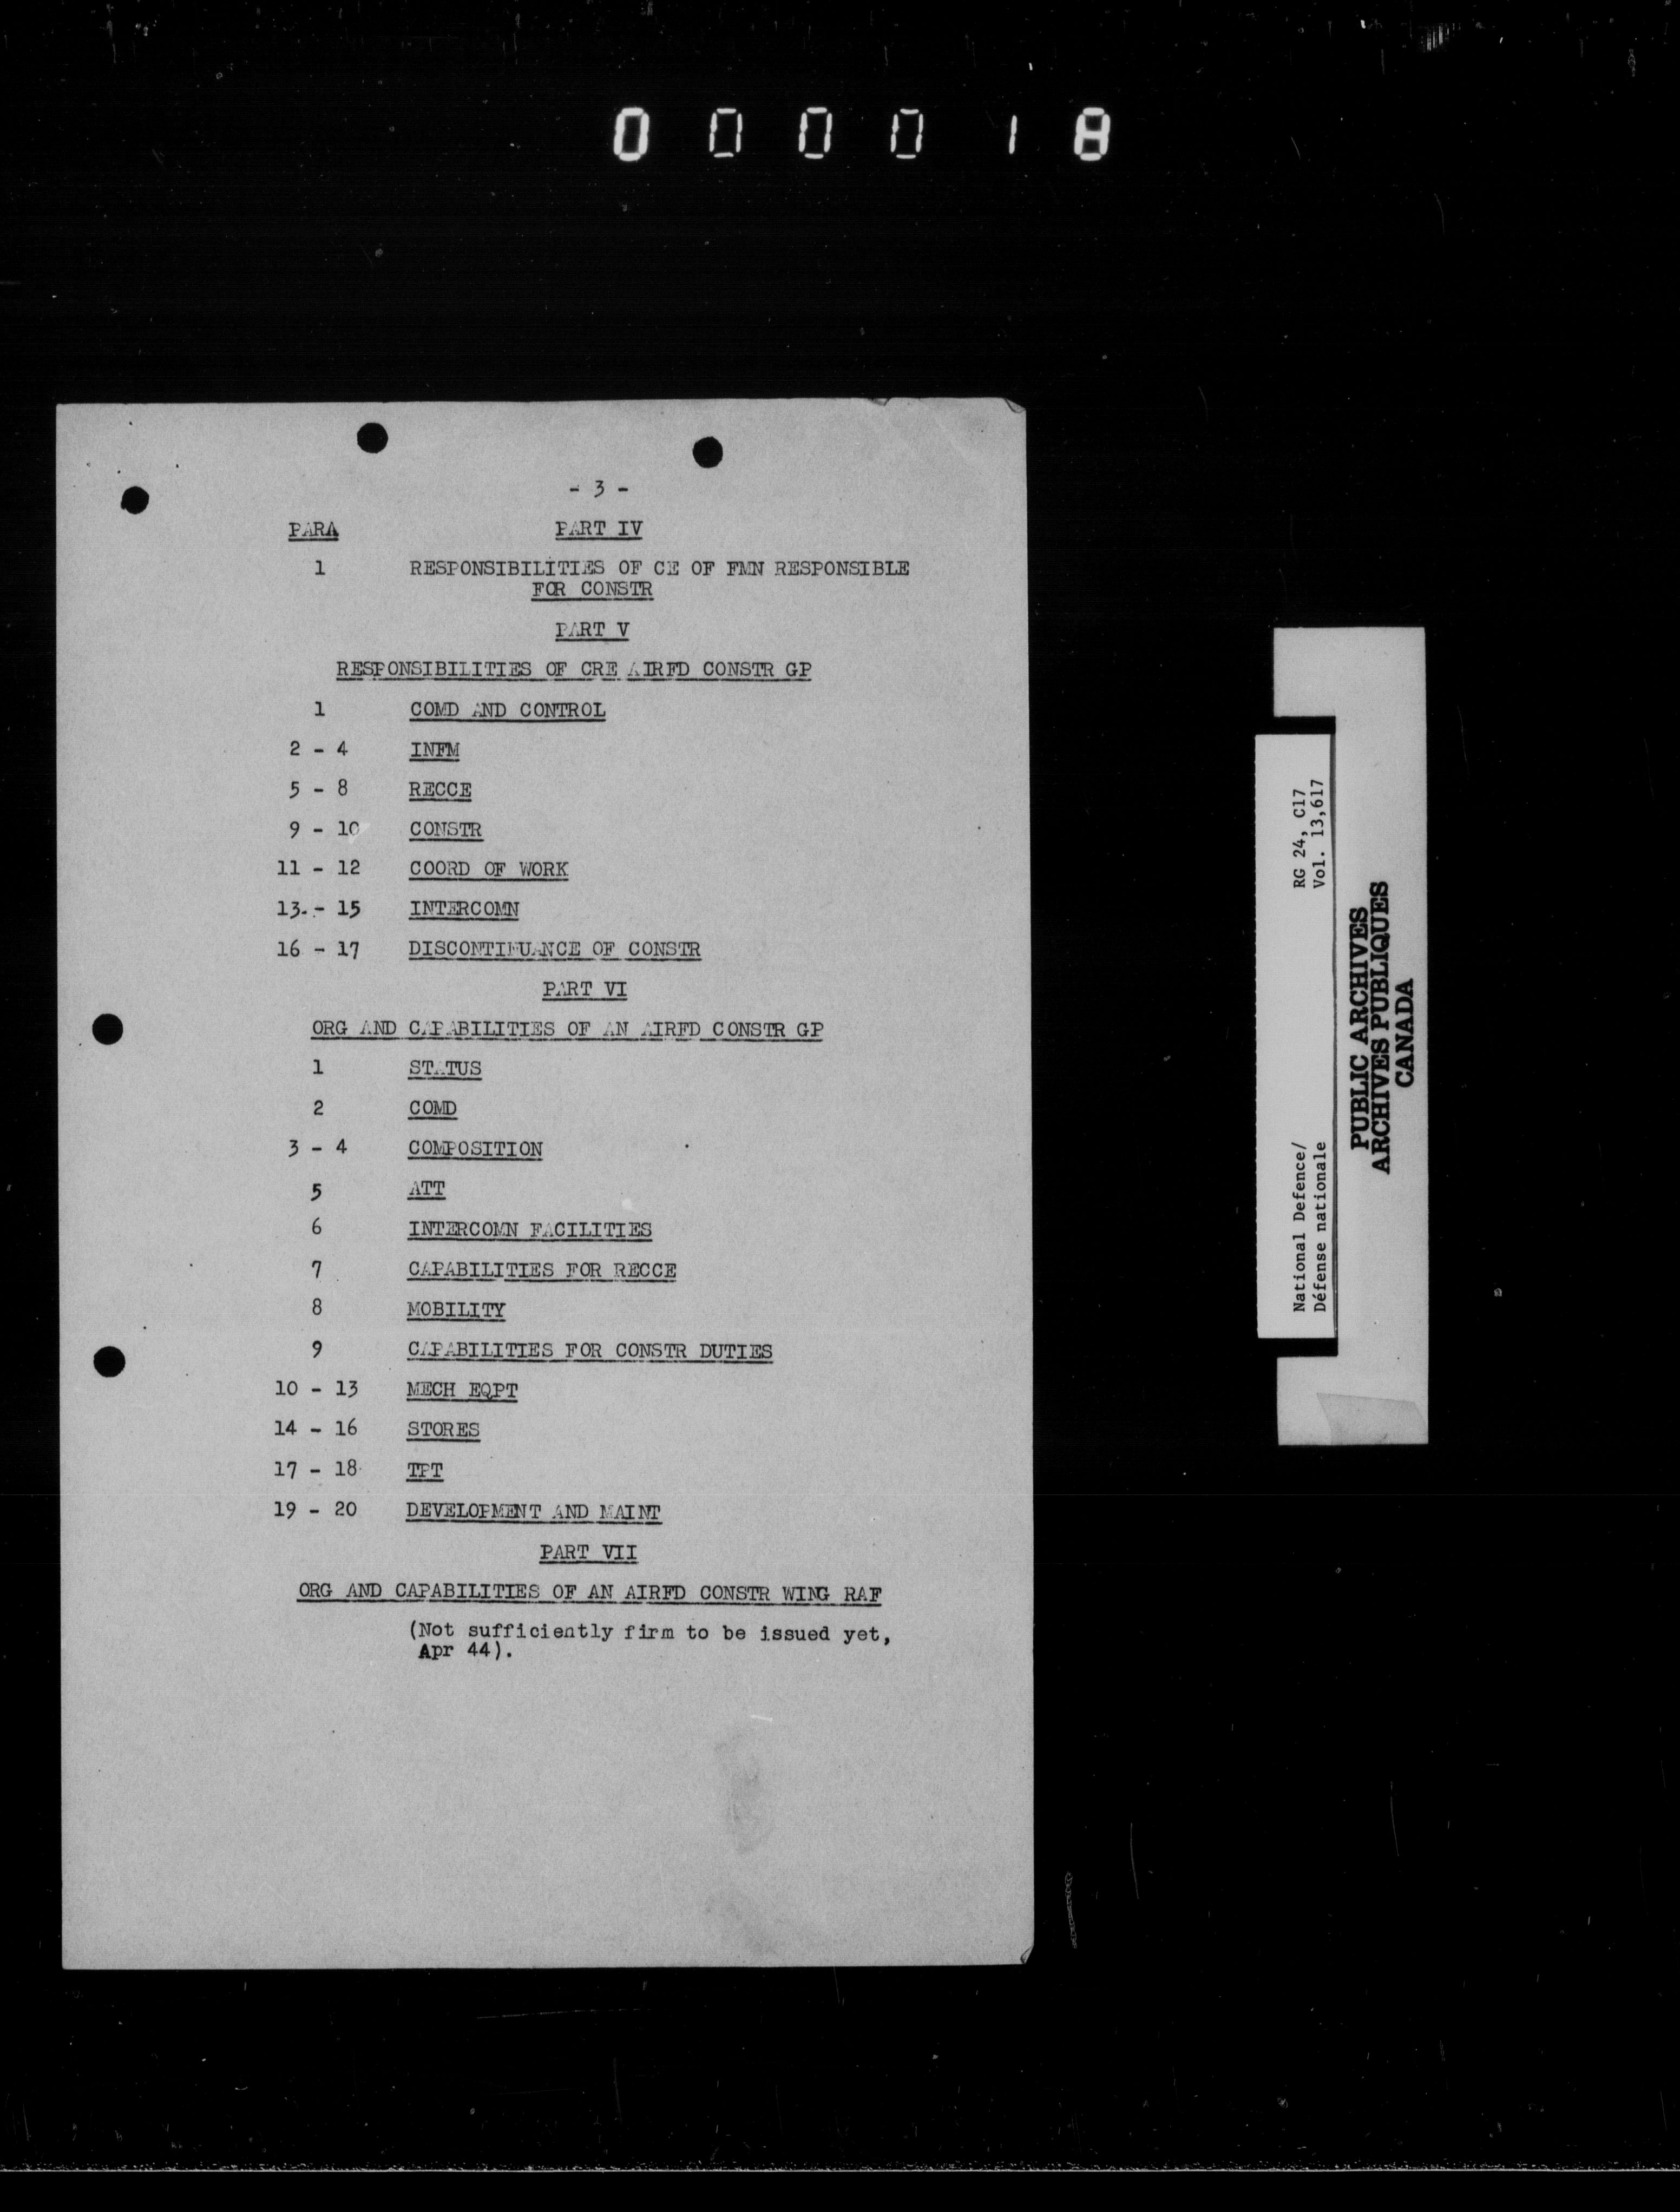 000018
- 3 -
PARA PART IV
1 RESPONSIBILITIES OF CE OF FMN RESPONSIBLE
FOR CONSTR
PART V
RESPONSIBILITIES OF CRE AIRFD CONSTR GP
1 COMD AND CONTROL
2 - 4 INFM
5 - 8 RECCE
9 - 10 CONSTR
11 - 12 COORD OF WORK
13 - 15 INTERCOMN
16 - 17 DISCONTINUANCE OF CONSTR
PART VI
ORG AND CAPABILITIES OF AN AIRFD CONSTR GP
1 STATUS
2 COMD
3 - 4 COMPOSITION
5 ATT
6 INTERCOMN FACILITIES
7 CAPABILITIES FOR RECCE
8 MOBILITY
9 CAPABILITIES FOR CONSTR DUTIES
10 - 13 MECH EQPT
14 - 16 STORES
17 - 18 TPT
19 - 20 DEVELOPMENT AND MAINT
PART VII
ORG AND CAPABILITIES OF AN AIRFD CONSTR WING RAF
(Not sufficiently firm to be issued yet,
Apr 44).
National Defence/ RG 24, C17
Défense nationale Vol. 13,617
PUBLIC ARCHIVES
ARCHIVES PUBLIQUES
CANADA